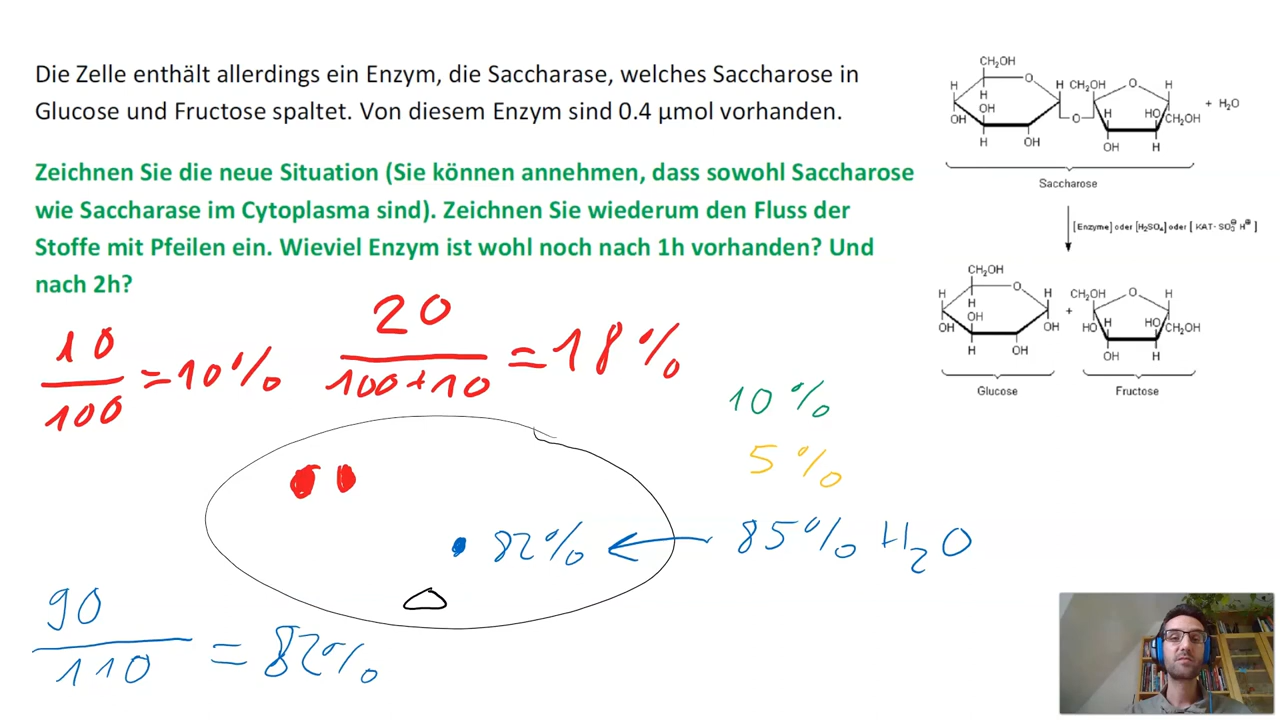 Die Zelle enthält allerdings ein Enzym, die Saccharase, welches Saccharose in
Glucose und Fructose spaltet. Von diesem Enzym sind 0.4 µmol vorhanden.
Zeichnen Sie die neue Situation (Sie können annehmen, dass sowohl Saccharose
wie Saccharase im Cytoplasma sind). Zeichnen Sie wiederum den Fluss der
Stoffe mit Pfeilen ein. Wieviel Enzym ist wohl noch nach 1h vorhanden? Und
nach 2h?
10
100
=10%
20
100+10
=18%
10%
5%
82% ← 85% H₂O
90
110
=82%
CH₂OH
O
H
H
OH
OH
H
H
OH
O
CH₂OH
O
H
H
HO
CH₂OH
OH
H
+ H₂O
Saccharose
[Enzyme] oder [H₂SO₄] oder [ KAT- SO₃⊖ H⊕ ]
CH₂OH
O
H
H
H
OH
OH
OH
H
OH
+
CH₂OH
O
H
HO
H
HO
CH₂OH
OH
H
Glucose
Fructose